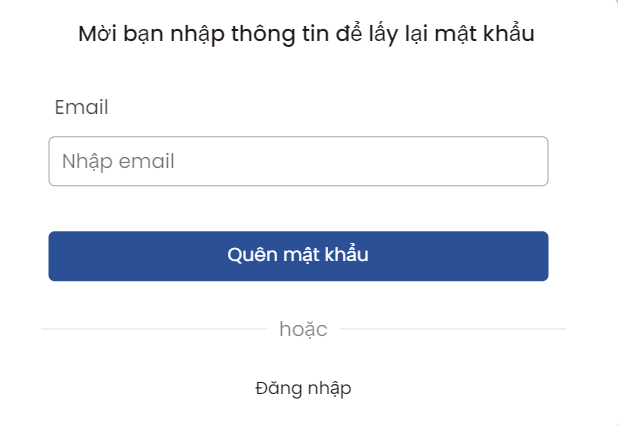 Mời bạn nhập thông tin để lấy lại mật khẩu
Email
Nhập email
Quên mật khẩu
hoặc
Đăng nhập